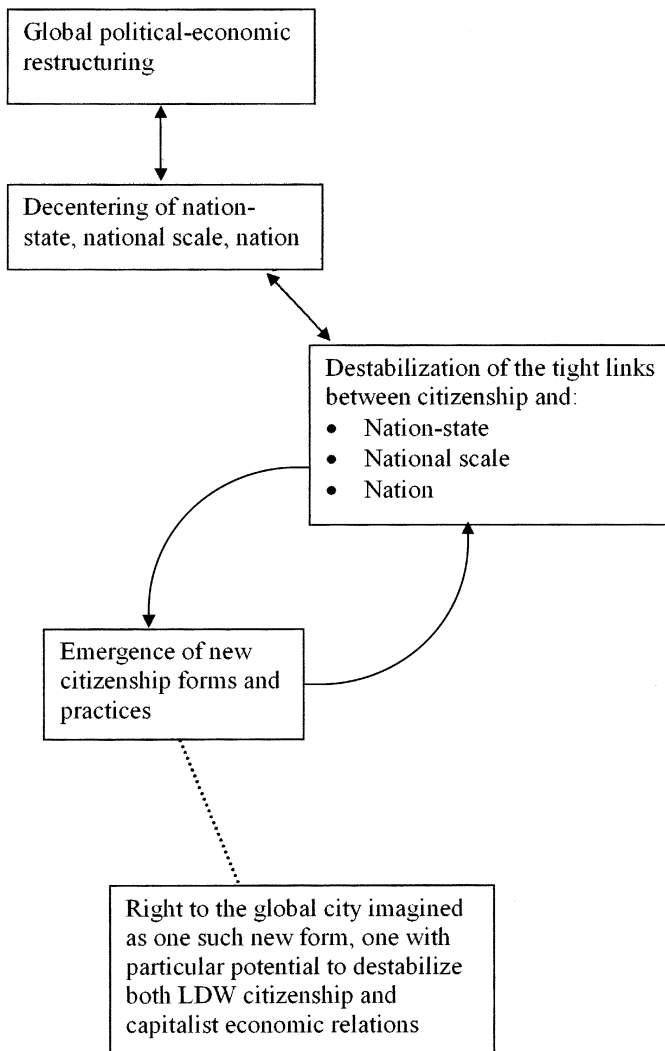 Global political-economic
restructuring
Decentering of nation-
state, national scale, nation
Destabilization of the tight links
between citizenship and:
● Nation-state
● National scale
● Nation
Emergence of new
citizenship forms and
practices
Right to the global city imagined
as one such new form, one with
particular potential to destabilize
both LDW citizenship and
capitalist economic relations